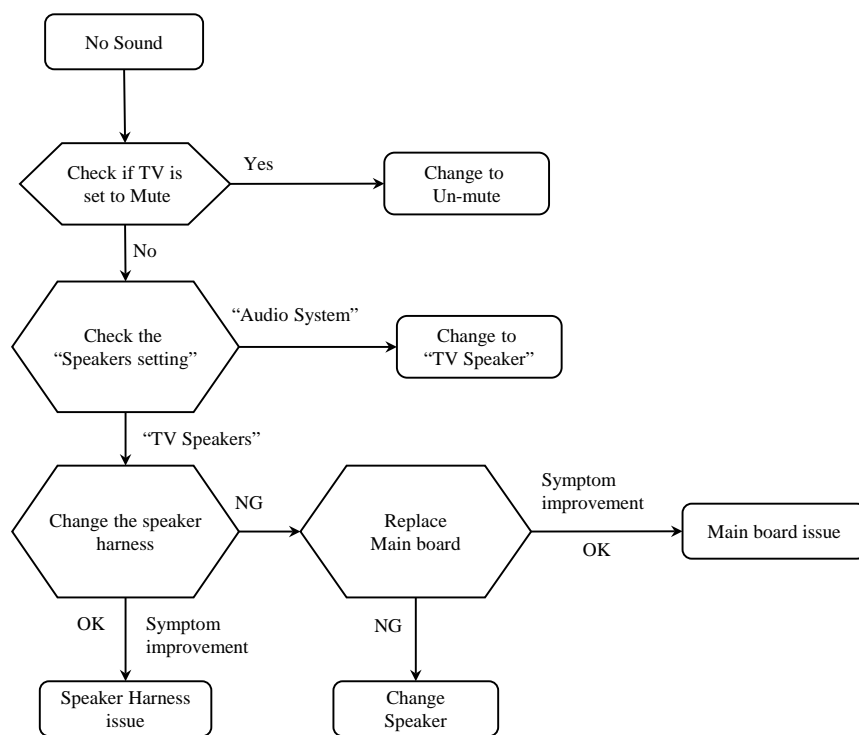 No Sound
Check if TV is
set to Mute
Yes
Change to
Un-mute
No
Check the
“Speakers setting”
“Audio System”
Change to
“TV Speaker”
“TV Speakers”
Change the speaker
harness
NG
Replace
Main board
Symptom
improvement
OK
Main board issue
OK
Symptom
improvement
NG
Speaker Harness
issue
Change
Speaker